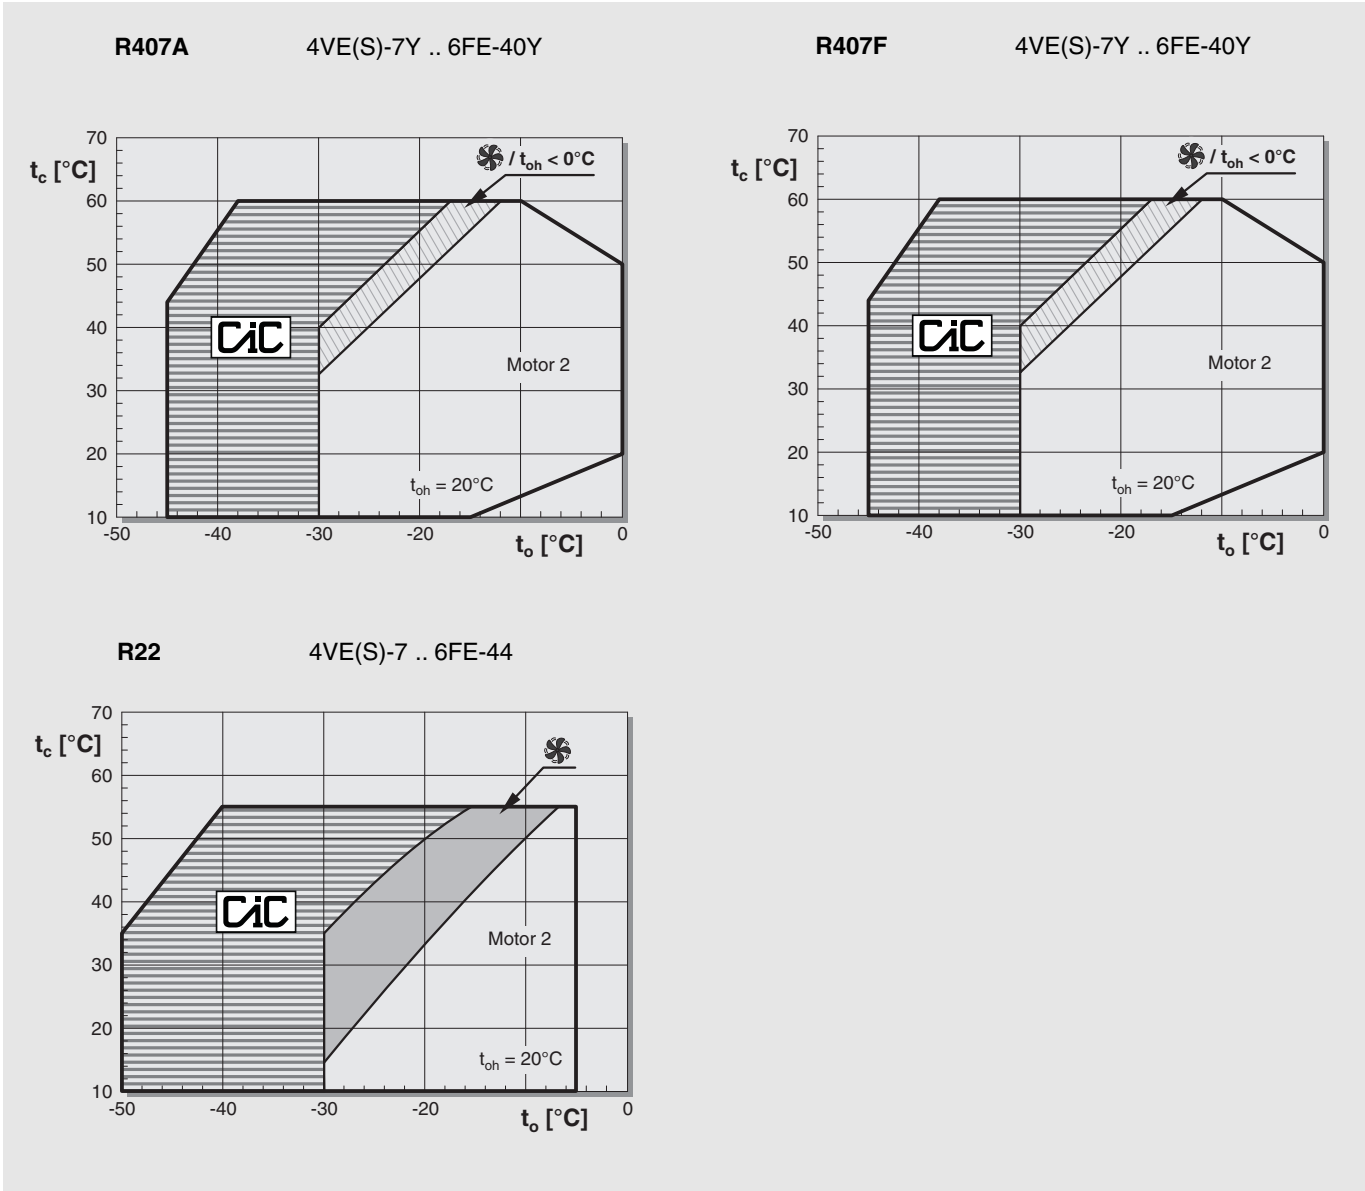 R407A 4VE(S)-7Y .. 6FE-40Y
70
tc [°C]
60
50
40
30
20
10
-50 -40 -30 -20 0
to [°C]
/ toh < 0°C
CiC
Motor 2
toh = 20°C
R407F 4VE(S)-7Y .. 6FE-40Y
70
tc [°C]
60
50
40
30
20
10
-50 -40 -30 -20 0
to [°C]
/ toh < 0°C
CiC
Motor 2
toh = 20°C
R22 4VE(S)-7 .. 6FE-44
70
tc [°C]
60
50
40
30
20
10
-50 -40 -30 -20 0
to [°C]
CiC
Motor 2
toh = 20°C